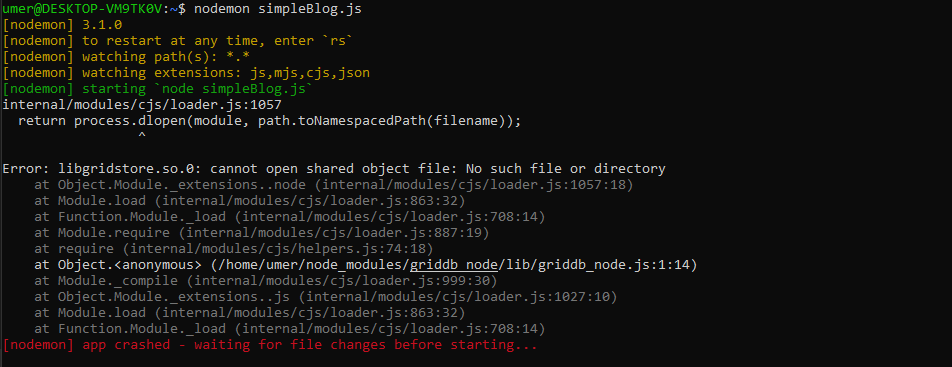 umer@DESKTOP-VM9TK0V:~$ nodemon simpleBlog.js
[nodemon] 3.1.0
[nodemon] to restart at any time, enter `rs`
[nodemon] watching path(s): *.*
[nodemon] watching extensions: js,mjs,cjs,json
[nodemon] starting `node simpleBlog.js`
internal/modules/cjs/loader.js:1057
  return process.dlopen(module, path.toNamespacedPath(filename));
                 ^

Error: libgridstore.so.0: cannot open shared object file: No such file or directory
    at Object.Module._extensions..node (internal/modules/cjs/loader.js:1057:18)
    at Module.load (internal/modules/cjs/loader.js:863:32)
    at Function.Module._load (internal/modules/cjs/loader.js:708:14)
    at Module.require (internal/modules/cjs/loader.js:887:19)
    at require (internal/modules/cjs/helpers.js:74:18)
    at Object.<anonymous> (/home/umer/node_modules/griddb_node/lib/griddb_node.js:1:14)
    at Module._compile (internal/modules/cjs/loader.js:999:30)
    at Object.Module._extensions..js (internal/modules/cjs/loader.js:1027:10)
    at Module.load (internal/modules/cjs/loader.js:863:32)
    at Function.Module._load (internal/modules/cjs/loader.js:708:14)
[nodemon] app crashed - waiting for file changes before starting...